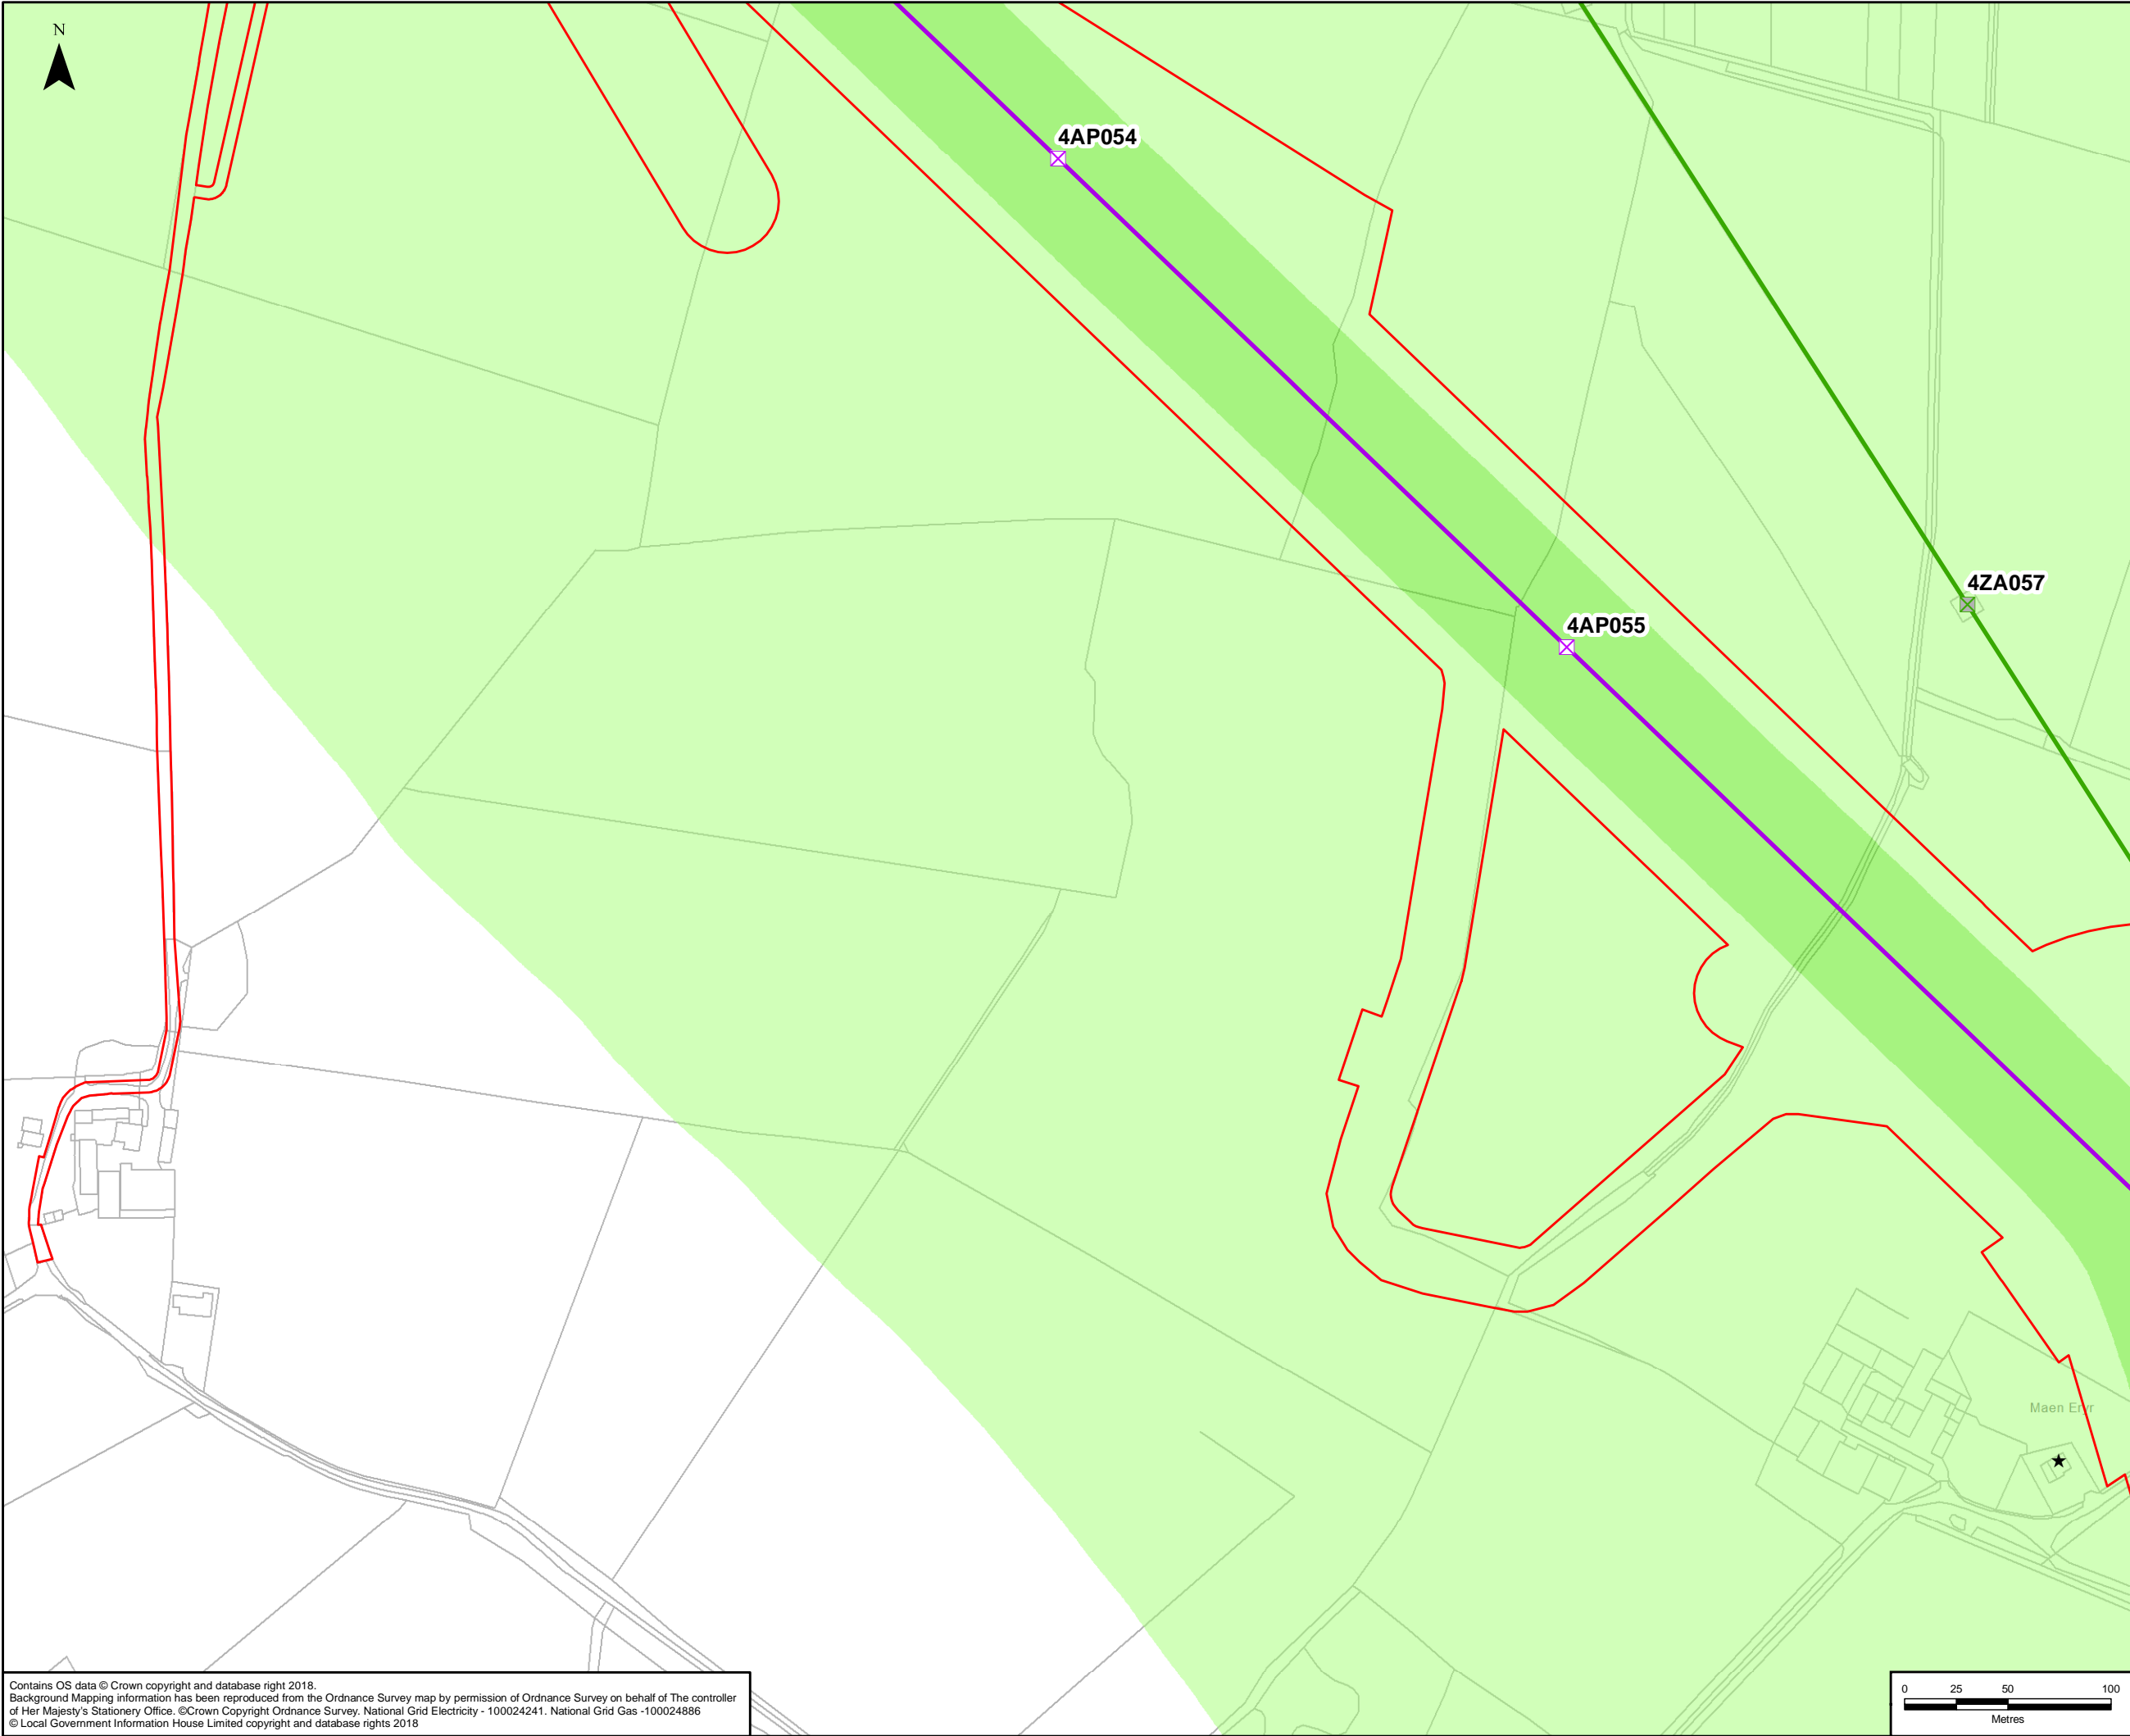 N
4AP054
4ZA057
4AP055
Maen Eryr
Contains OS data © Crown copyright and database right 2018.
Background Mapping information has been reproduced from the Ordnance Survey map by permission of Ordnance Survey on behalf of The controller
of Her Majesty's Stationery Office. ©Crown Copyright Ordnance Survey. National Grid Electricity - 100024241. National Grid Gas -100024886
© Local Government Information House Limited copyright and database rights 2018
0 25 50 100
Metres